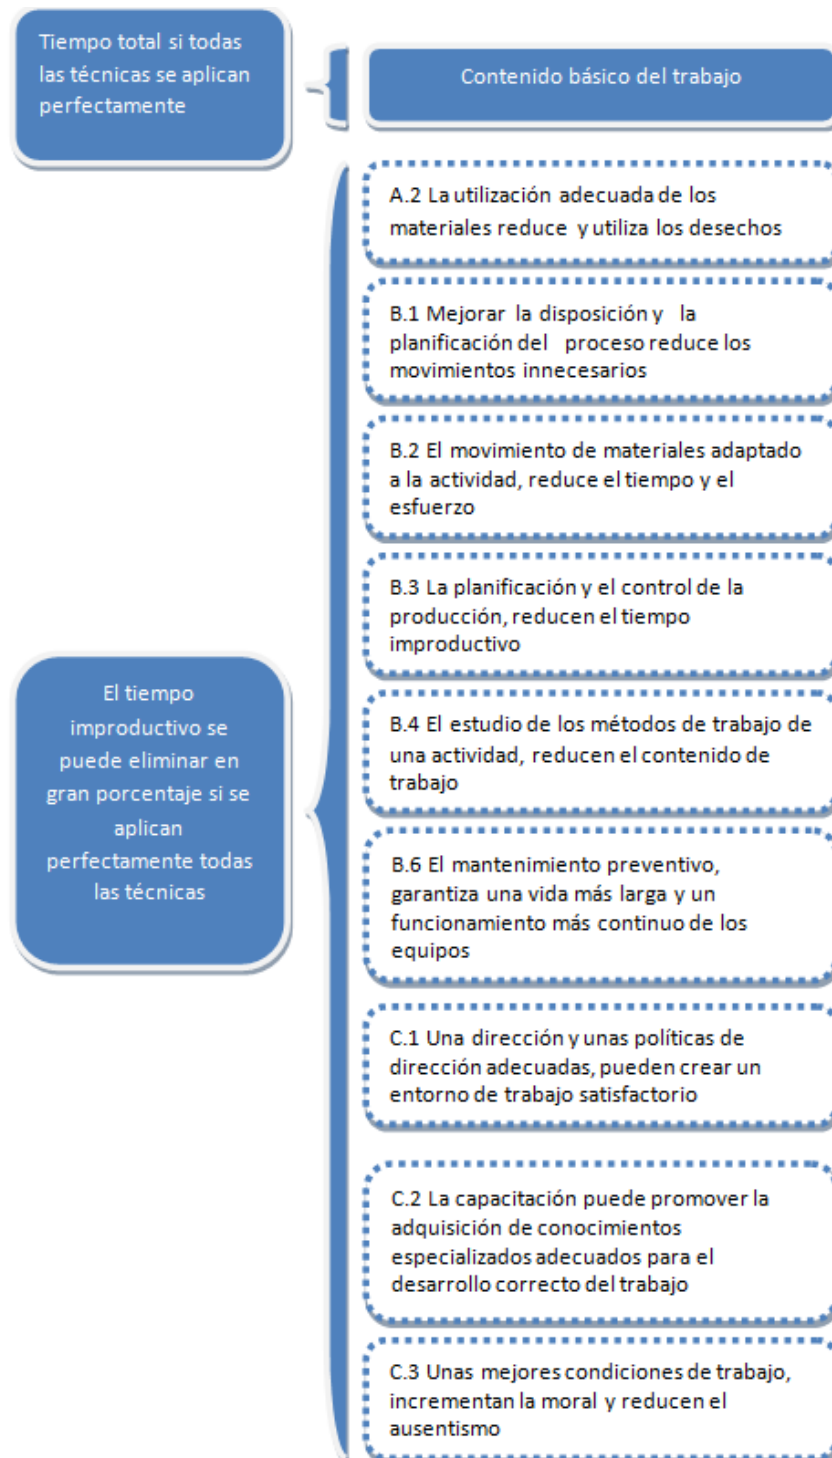 Tiempo total si todas
las técnicas se aplican
perfectamente
Contenido básico del trabajo
A.2 La utilización adecuada de los
materiales reduce y utiliza los desechos
B.1 Mejorar la disposición y la
planificación del proceso reduce los
movimientos innecesarios
B.2 El movimiento de materiales adaptado
a la actividad, reduce el tiempo y el
esfuerzo
B.3 La planificación y el control de la
producción, reducen el tiempo
improductivo
El tiempo
improductivo se
puede eliminar en
gran porcentaje si se
aplican
perfectamente todas
las técnicas
B.4 El estudio de los métodos de trabajo de
una actividad, reducen el contenido de
trabajo
B.6 El mantenimiento preventivo,
garantiza una vida más larga y un
funcionamiento más continuo de los
equipos
C.1 Una dirección y unas políticas de
dirección adecuadas, pueden crear un
entorno de trabajo satisfactorio
C.2 La capacitación puede promover la
adquisición de conocimientos
especializados adecuados para el
desarrollo correcto del trabajo
C.3 Unas mejores condiciones de trabajo,
incrementan la moral y reducen el
ausentismo